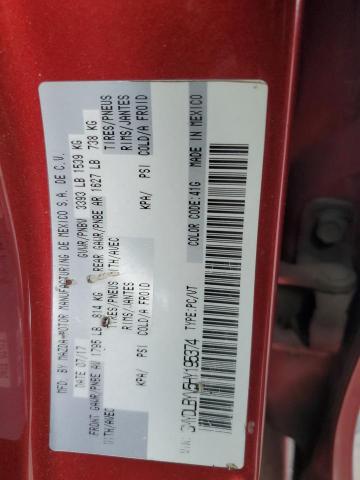 MFD. BY MAZDA MOTOR MANUFACTURING DE MEXICO S.A. DE C.V.
DATE 07/17 GVWR/PNBV 3393 LB 1539 KG
FRONT GAWR/PNBE AV 1795 LB 814 KG REAR GAWR/PNBE AR 1627 LB 738 KG
WITH/AVEC TIRES/PNEUS WITH/AVEC TIRES/PNEUS
RIMS/JANTES RIMS/JANTES
COLD/A FROID COLD/A FROID
KPA/ PSI KPA/ PSI
COLOR CODE:41G MADE IN MEXICO
TYPE:PC/VT